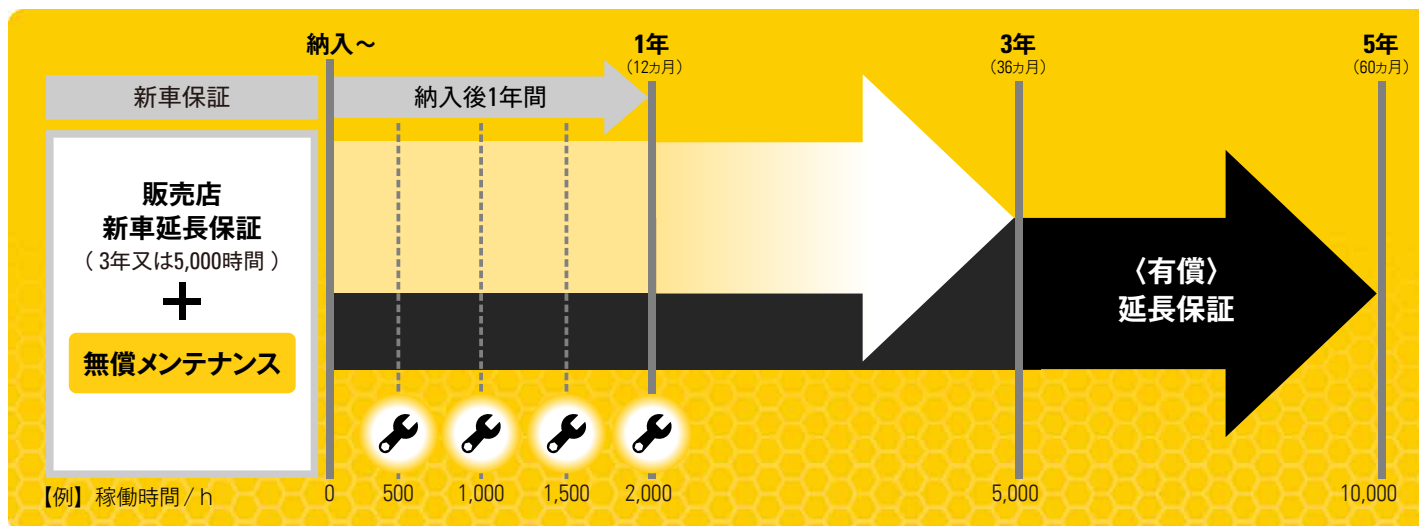 納入～
1年
（12ヵ月）
3年
（36ヵ月）
5年
（60ヵ月）
新車保証
納入後1年間
販売店
新車延長保証
（ 3年又は5,000時間 ）
＋
無償メンテナンス
〈有償〉
延長保証
【例】稼働時間 / h
0
500
1,000
1,500
2,000
5,000
10,000